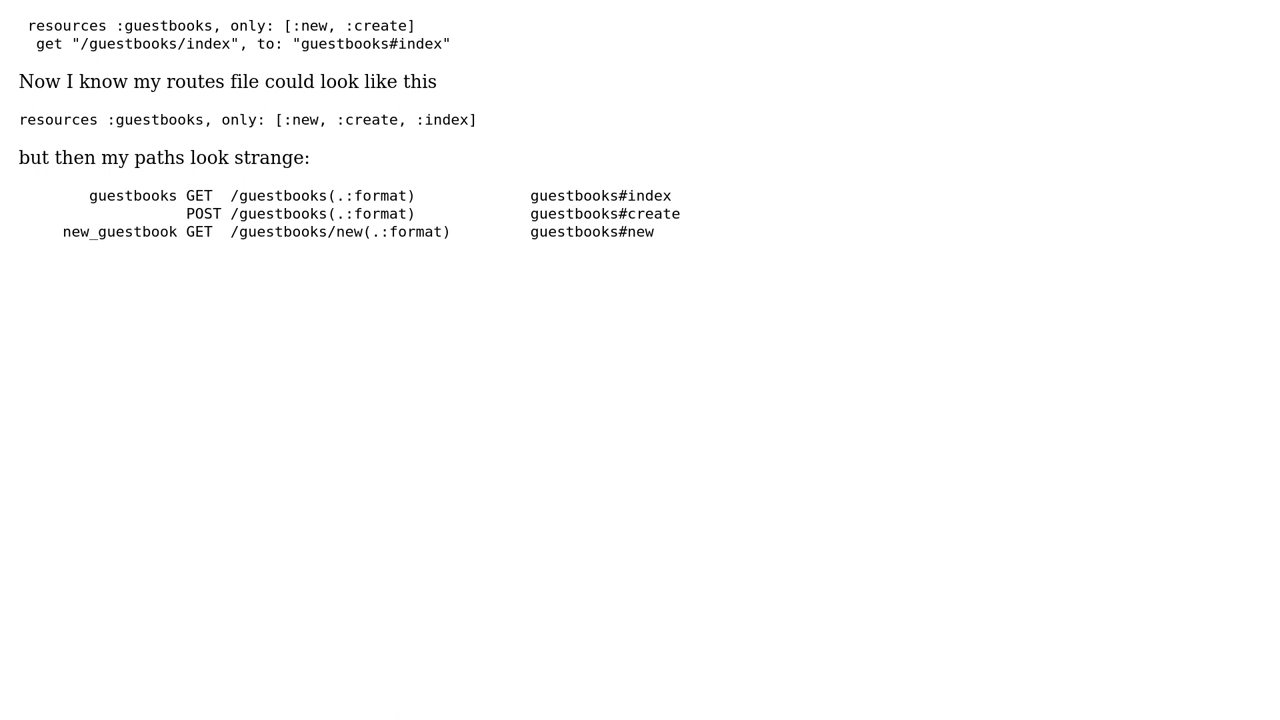 resources :guestbooks, only: [:new, :create]
get "/guestbooks/index", to: "guestbooks#index"
Now I know my routes file could look like this
resources :guestbooks, only: [:new, :create, :index]
but then my paths look strange:
guestbooks GET  /guestbooks(.:format)             guestbooks#index
POST /guestbooks(.:format)             guestbooks#create
new_guestbook GET  /guestbooks/new(.:format)         guestbooks#new